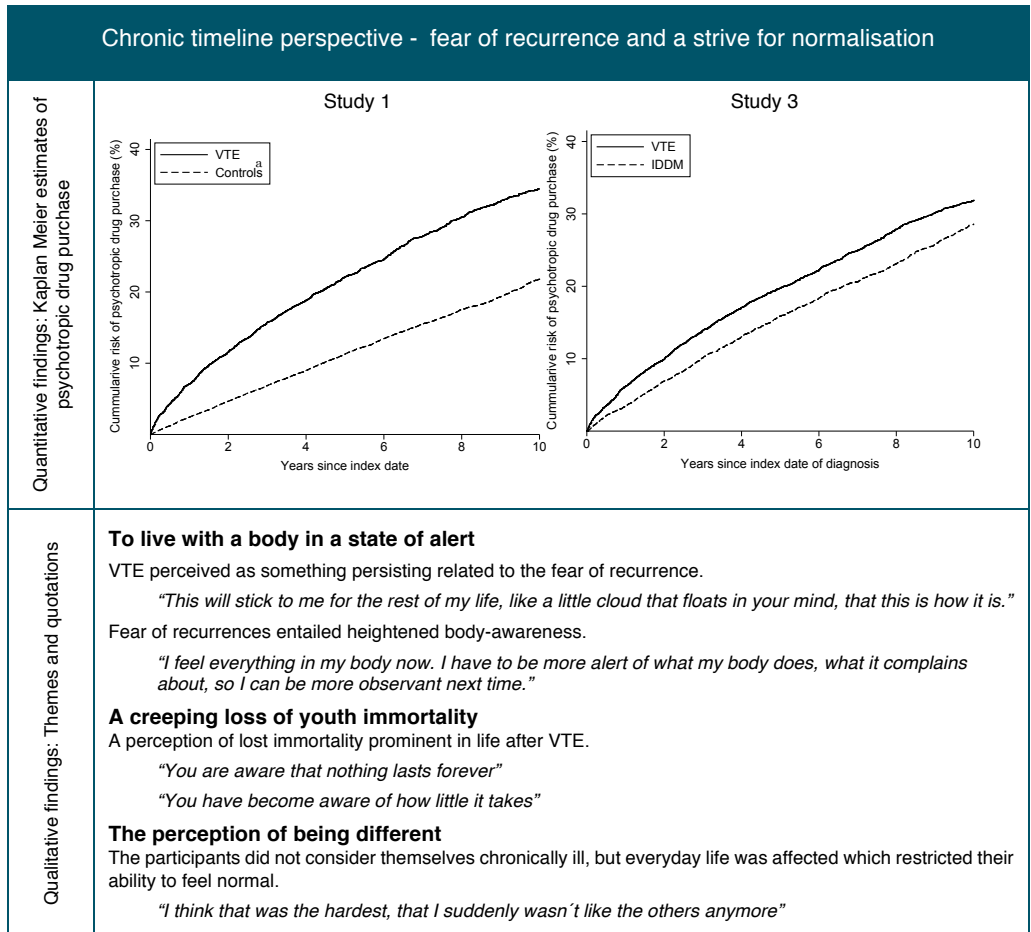 Chronic timeline perspective - fear of recurrence and a strive for normalisation
Quantitative findings: Kaplan Meier estimates of
psychotropic drug purchase
Study 1
Cummularive risk of psychotropic drug purchase (%)
40
30
20
10
VTE
Controls a
0 2 4 6 8 10
Years since index date
Study 3
Cummularive risk of psychotropic drug purchase (%)
40
30
20
10
VTE
IDDM
0 2 4 6 8 10
Years since index date of diagnosis
Qualitative findings: Themes and quotations
To live with a body in a state of alert
VTE perceived as something persisting related to the fear of recurrence.
“This will stick to me for the rest of my life, like a little cloud that floats in your mind, that this is how it is.”
Fear of recurrences entailed heightened body-awareness.
“I feel everything in my body now. I have to be more alert of what my body does, what it complains
about, so I can be more observant next time.”
A creeping loss of youth immortality
A perception of lost immortality prominent in life after VTE.
“You are aware that nothing lasts forever”
“You have become aware of how little it takes”
The perception of being different
The participants did not consider themselves chronically ill, but everyday life was affected which restricted their
ability to feel normal.
“I think that was the hardest, that I suddenly wasn´t like the others anymore”